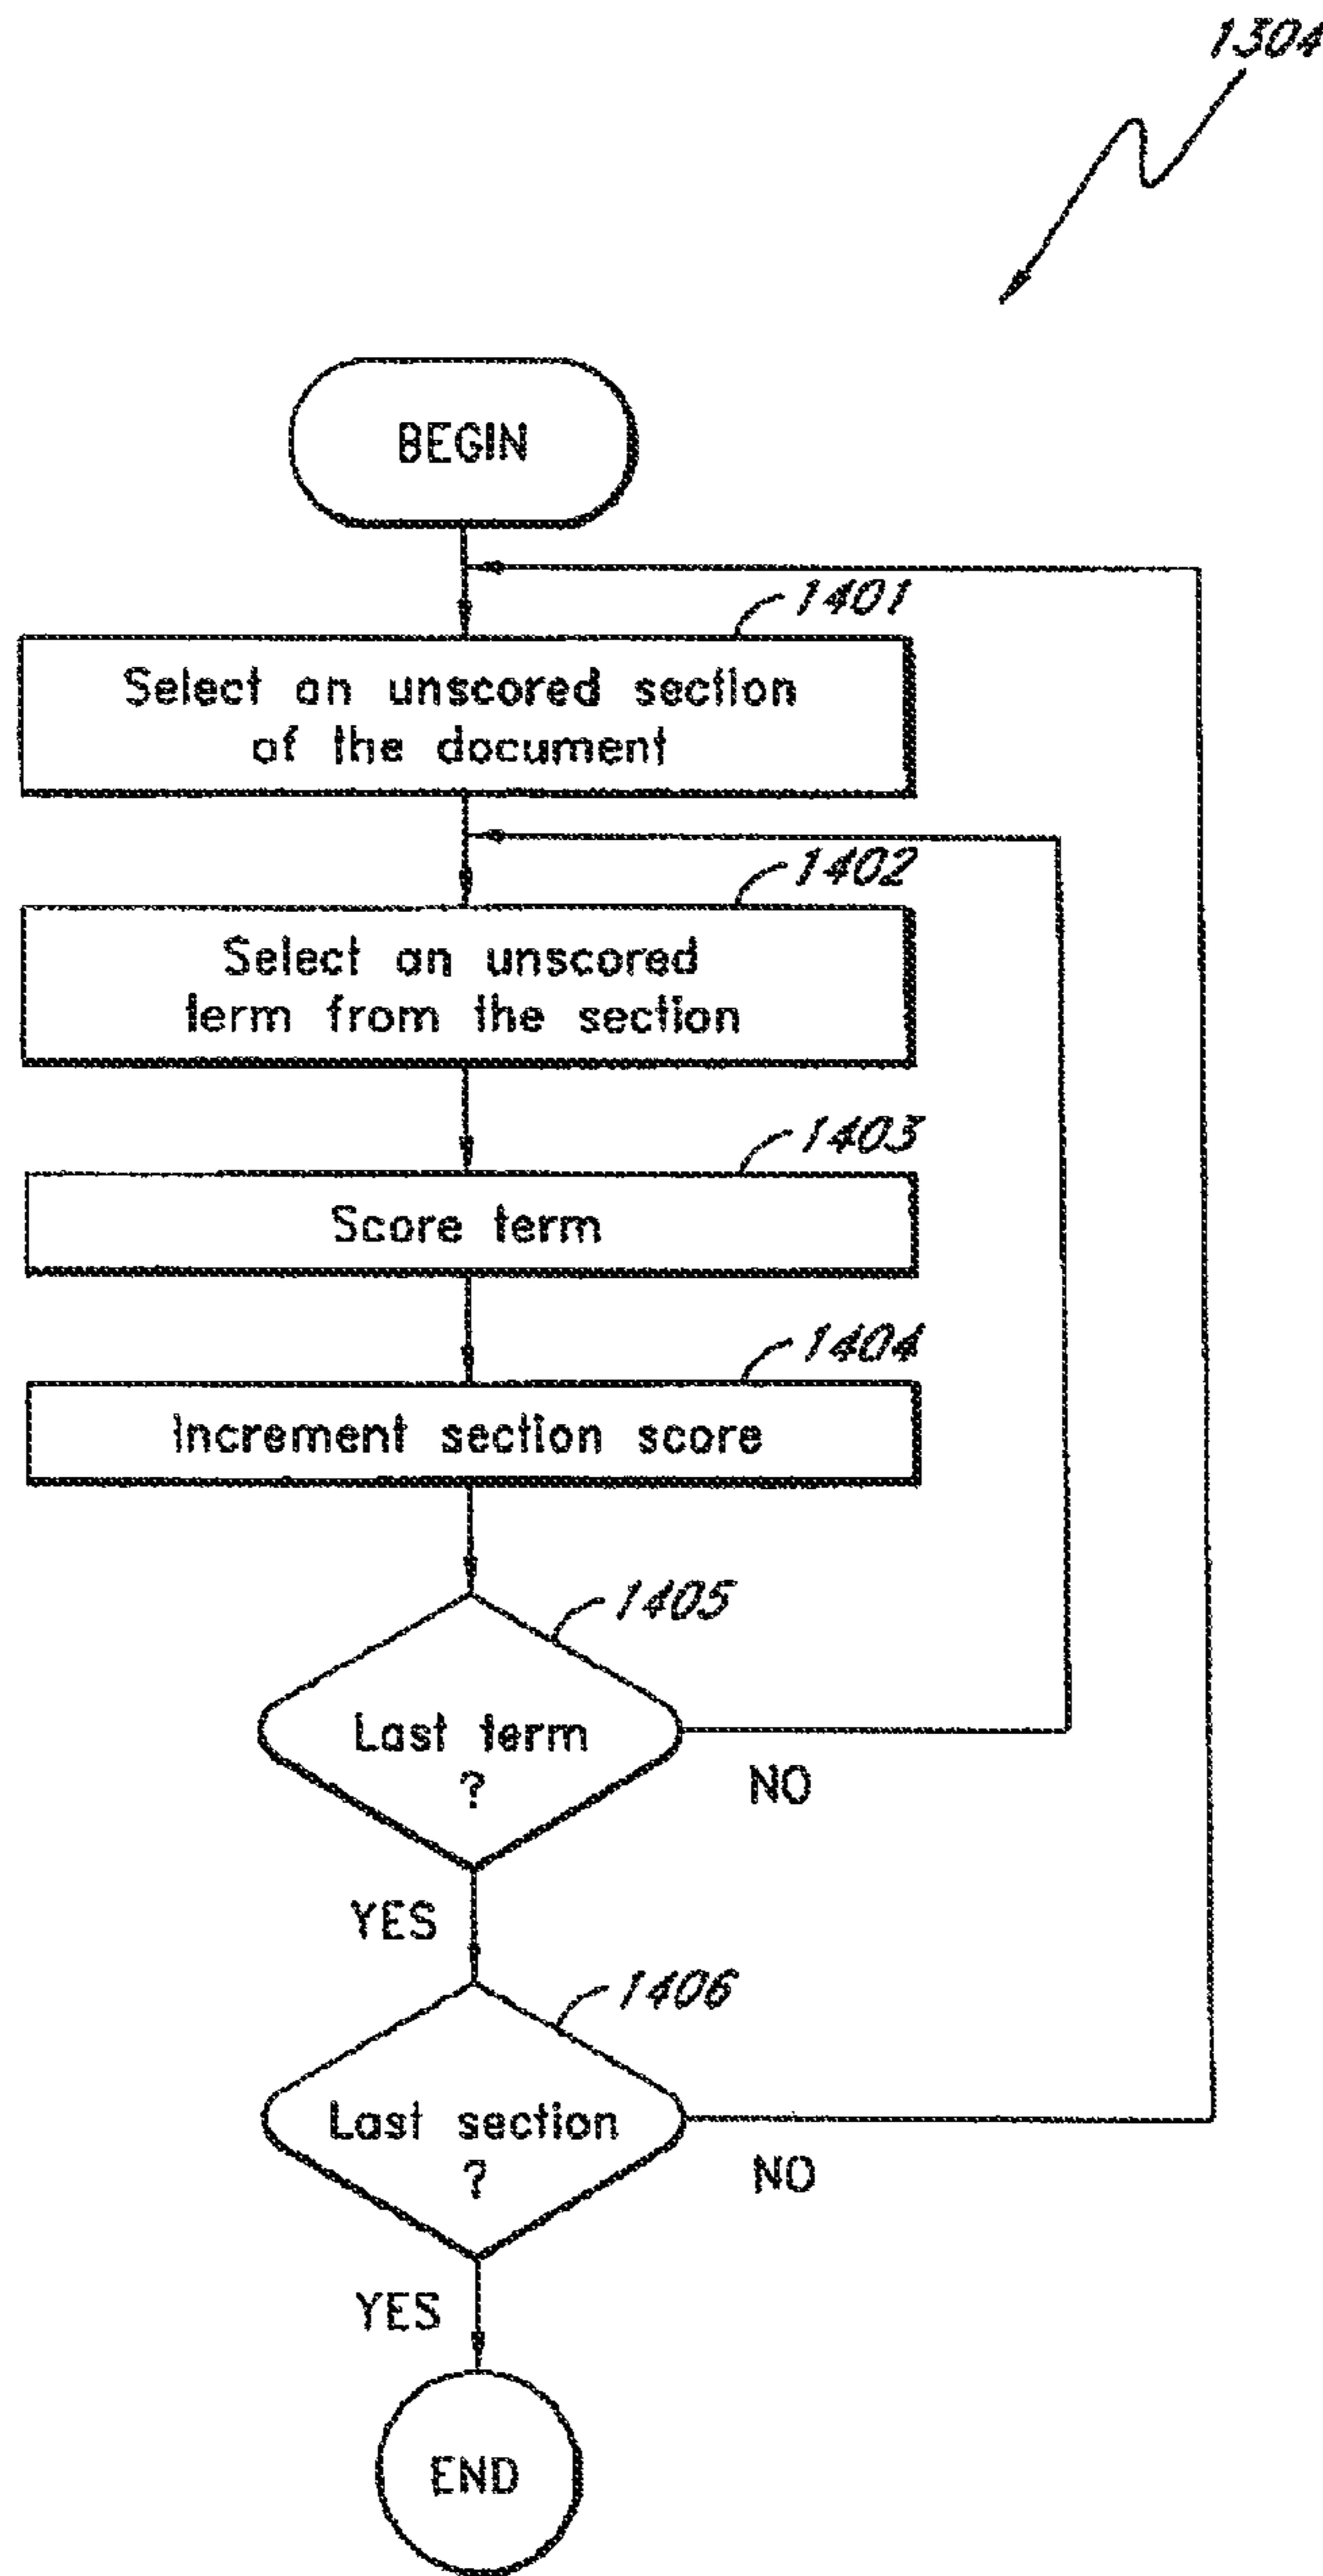 1304
BEGIN
1401
Select an unscored section
of the document
1402
Select an unscored
term from the section
1403
Score term
1404
Increment section score
1405
Last term
?
NO
YES
1406
Last section
?
NO
YES
END